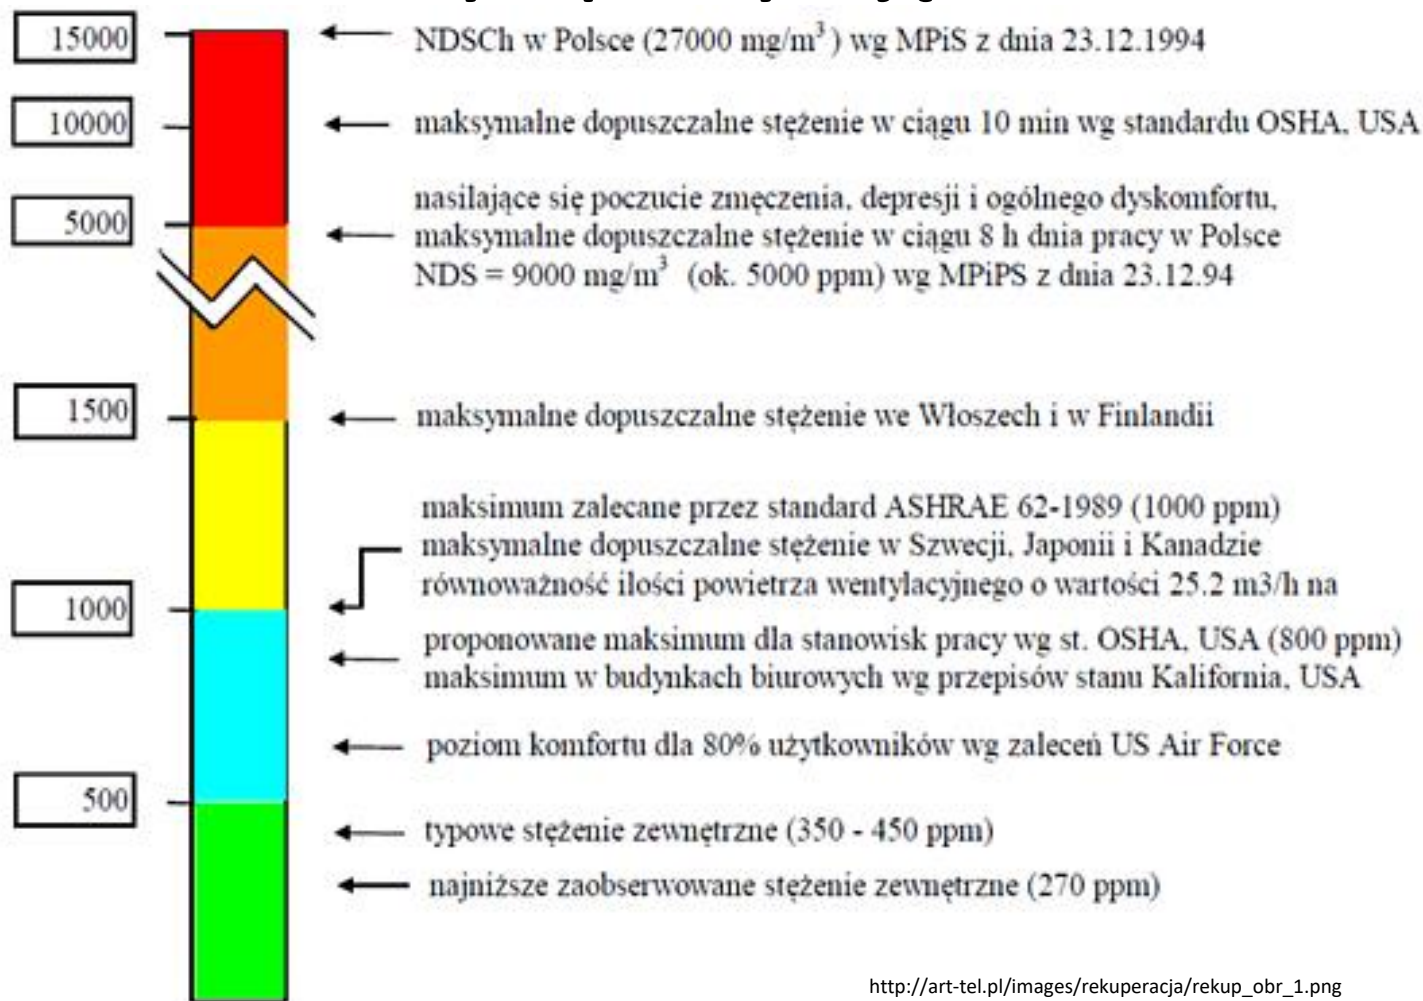 15000
NDSCh w Polsce (27000 mg/m³ ) wg MPiS z dnia 23.12.1994
10000
maksymalne dopuszczalne stężenie w ciągu 10 min wg standardu OSHA, USA
5000
nasilające się poczucie zmęczenia, depresji i ogólnego dyskomfortu,
maksymalne dopuszczalne stężenie w ciągu 8 h dnia pracy w Polsce
NDS = 9000 mg/m³ (ok. 5000 ppm) wg MPiPS z dnia 23.12.94
1500
maksymalne dopuszczalne stężenie we Włoszech i w Finlandii
maksimum zalecane przez standard ASHRAE 62-1989 (1000 ppm)
maksymalne dopuszczalne stężenie w Szwecji, Japonii i Kanadzie
równoważność ilości powietrza wentylacyjnego o wartości 25.2 m3/h na
1000
proponowane maksimum dla stanowisk pracy wg st. OSHA, USA (800 ppm)
maksimum w budynkach biurowych wg przepisów stanu Kalifornia, USA
poziom komfortu dla 80% użytkowników wg zaleceń US Air Force
500
typowe stężenie zewnętrzne (350 - 450 ppm)
najniższe zaobserwowane stężenie zewnętrzne (270 ppm)
http://art-tel.pl/images/rekuperacja/rekup_obr_1.png